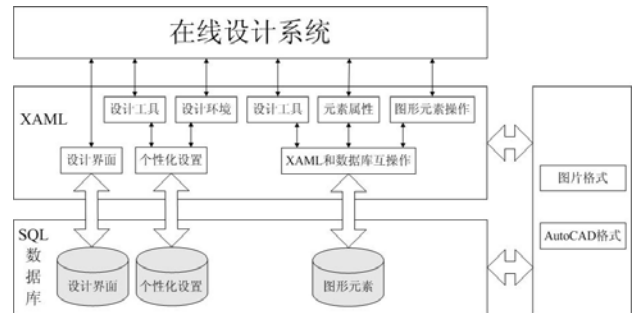 在线设计系统
设计工具
设计环境
设计工具
元素属性
图形元素操作
XAML
设计界面
个性化设置
XAML和数据库互操作
图片格式
AutoCAD格式
SQL
数
据
库
设计界面
个性化设置
图形元素